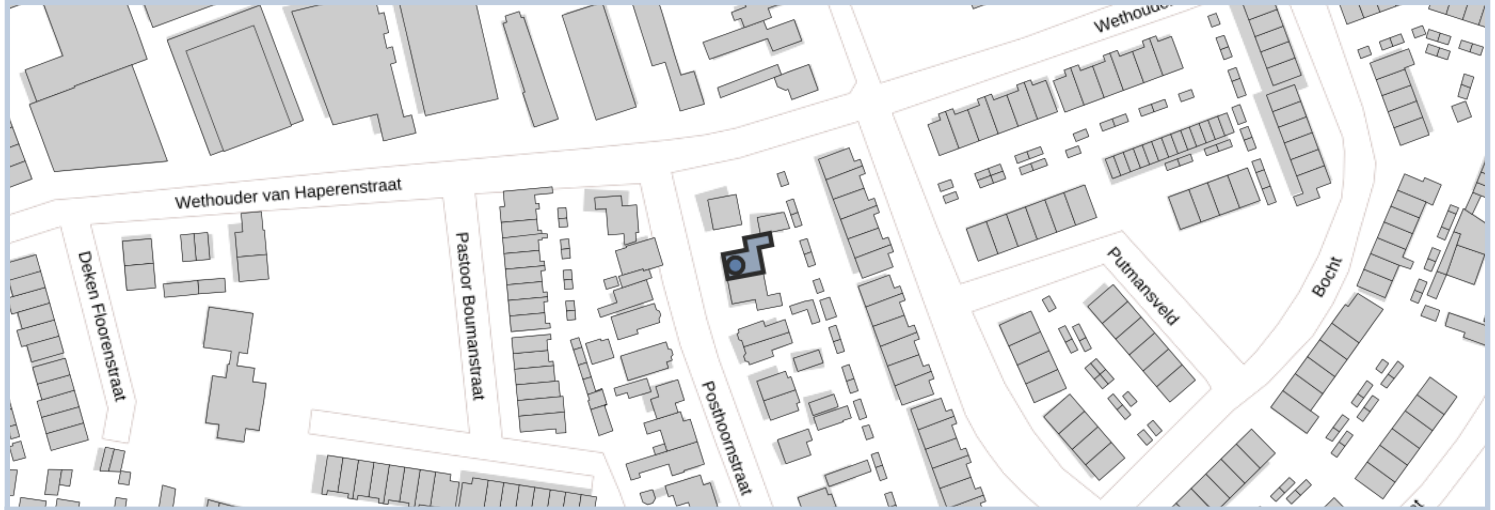 Wethouder
Wethouder van Haperenstraat
Deken Floorenstraat
Pastoor Boumanstraat
Posthoornstraat
Putmansveld
Bocht